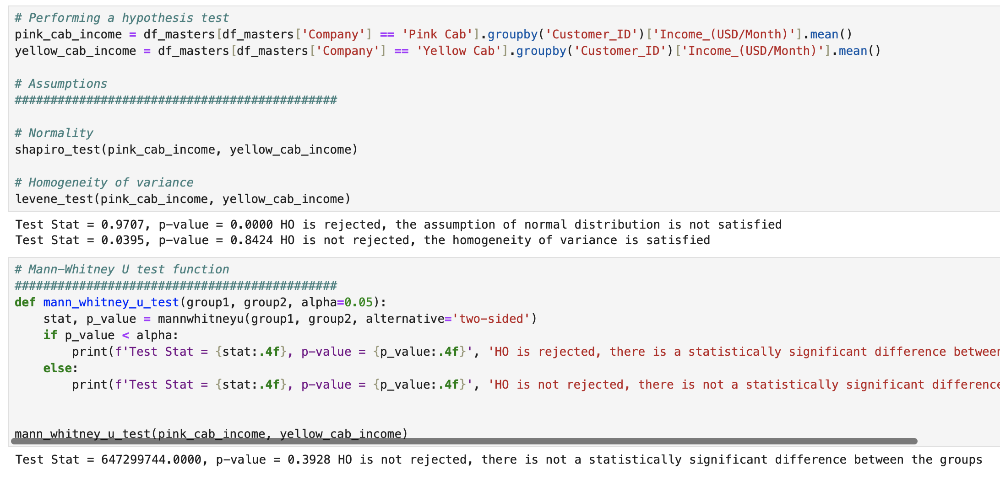 # Performing a hypothesis test
pink_cab_income = df_masters[df_masters['Company'] == 'Pink Cab'].groupby('Customer_ID')['Income_(USD/Month)'].mean()
yellow_cab_income = df_masters[df_masters['Company'] == 'Yellow Cab'].groupby('Customer_ID')['Income_(USD/Month)'].mean()
# Assumptions
#############################################
# Normality
shapiro_test(pink_cab_income, yellow_cab_income)
# Homogeneity of variance
levene_test(pink_cab_income, yellow_cab_income)
Test Stat = 0.9707, p-value = 0.0000 HO is rejected, the assumption of normal distribution is not satisfied
Test Stat = 0.0395, p-value = 0.8424 HO is not rejected, the homogeneity of variance is satisfied
# Mann-Whitney U test function
#############################################
def mann_whitney_u_test(group1, group2, alpha=0.05):
    stat, p_value = mannwhitneyu(group1, group2, alternative='two-sided')
    if p_value < alpha:
        print(f'Test Stat = {stat:.4f}, p-value = {p_value:.4f}', 'HO is rejected, there is a statistically significant difference between
    else:
        print(f'Test Stat = {stat:.4f}, p-value = {p_value:.4f}', 'HO is not rejected, there is not a statistically significant difference
mann_whitney_u_test(pink_cab_income, yellow_cab_income)
Test Stat = 647299744.0000, p-value = 0.3928 HO is not rejected, there is not a statistically significant difference between the groups